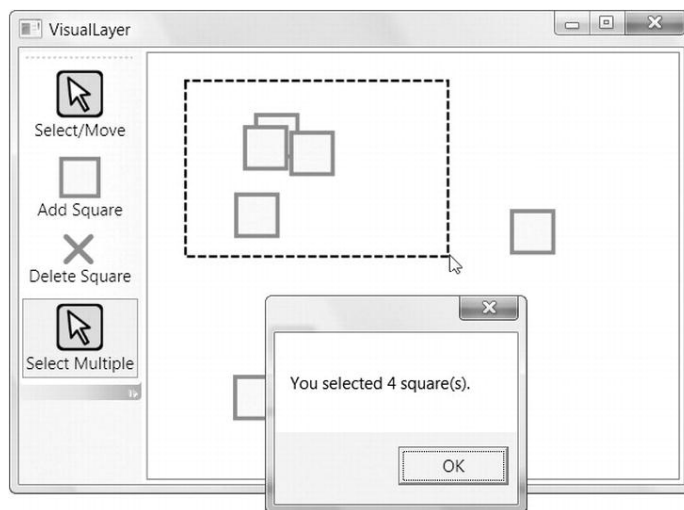 VisualLayer
Select/Move
Add Square
Delete Square
Select Multiple
You selected 4 square(s).
OK